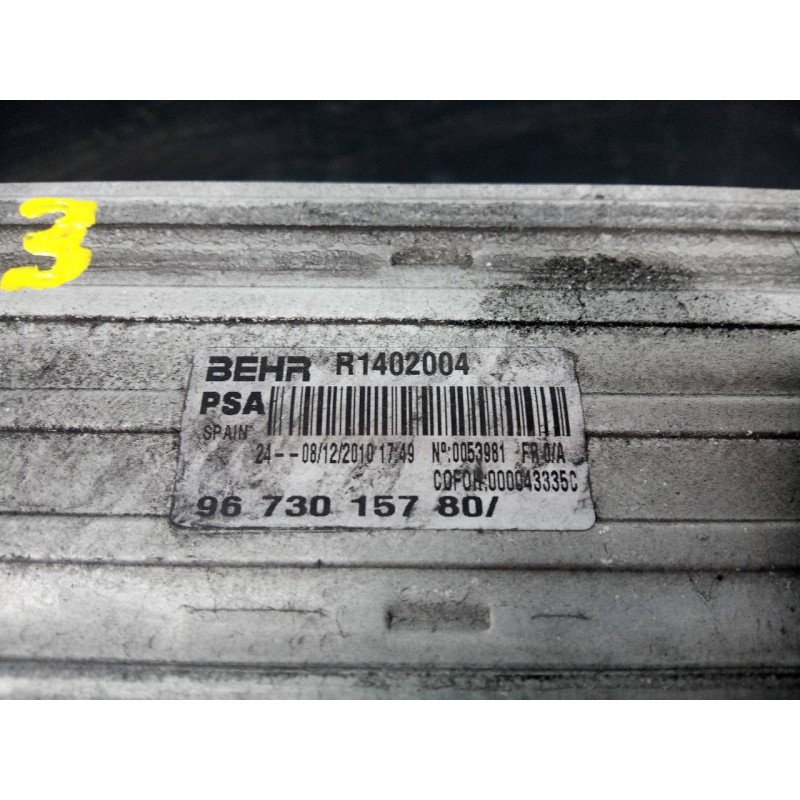 3
BEHR R1402004
PSA
SPAIN
24--08/12/2010 17:49 Nº:0053981 FR 0/A
COFOR:000043335C
96 730 157 80/